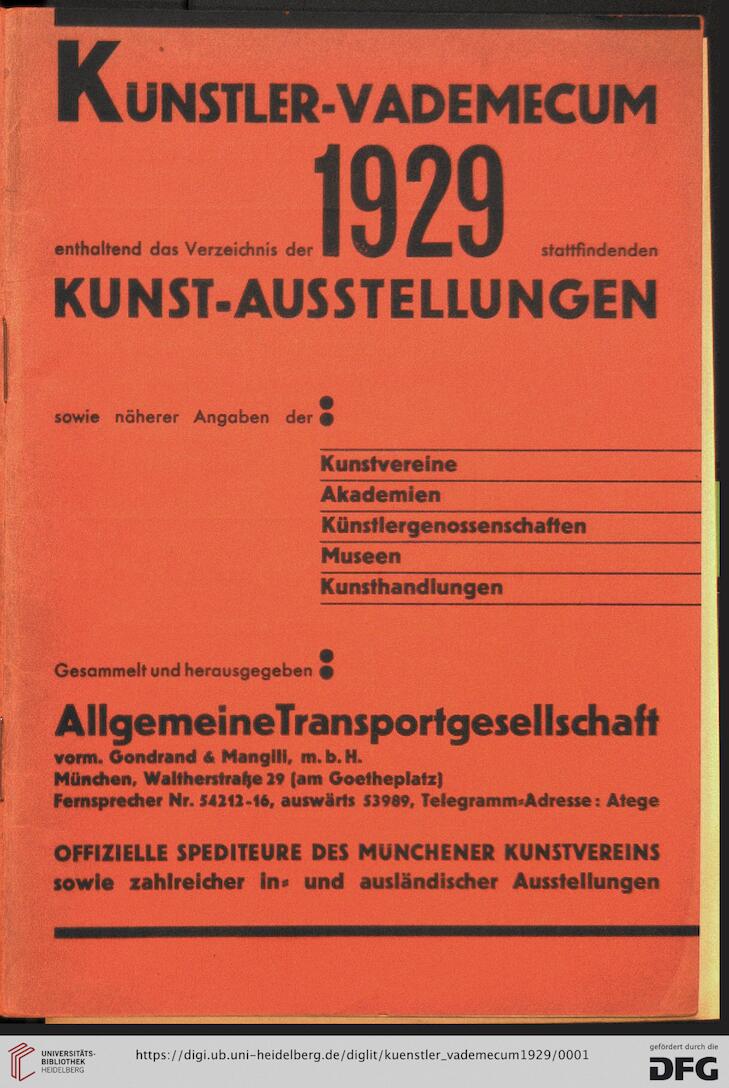 KÜNSTLER-VADEMECUM
1929
enthaltend das Verzeichnis der stattfindenden
KUNST-AUSSTELLUNGEN
sowie näherer Angaben der :
Kunstvereine
Akademien
Künstlergenossenschaften
Museen
Kunsthandlungen
Gesammelt und herausgegeben :
Allgemeine Transportgesellschaft
vorm. Gondrand & Mangili, m. b. H.
München, Waltherstraße 29 (am Goetheplatz)
Fernsprecher Nr. 54212-16, auswärts 53989, Telegramm-Adresse: Atege
OFFIZIELLE SPEDITEURE DES MÜNCHENER KUNSTVEREINS
sowie zahlreicher in- und ausländischer Ausstellungen
UNIVERSITÄTS-
BIBLIOTHEK
HEIDELBERG
https://digi.ub.uni-heidelberg.de/diglit/kuenstler_vademecum1929/0001
gefördert durch die
DFG